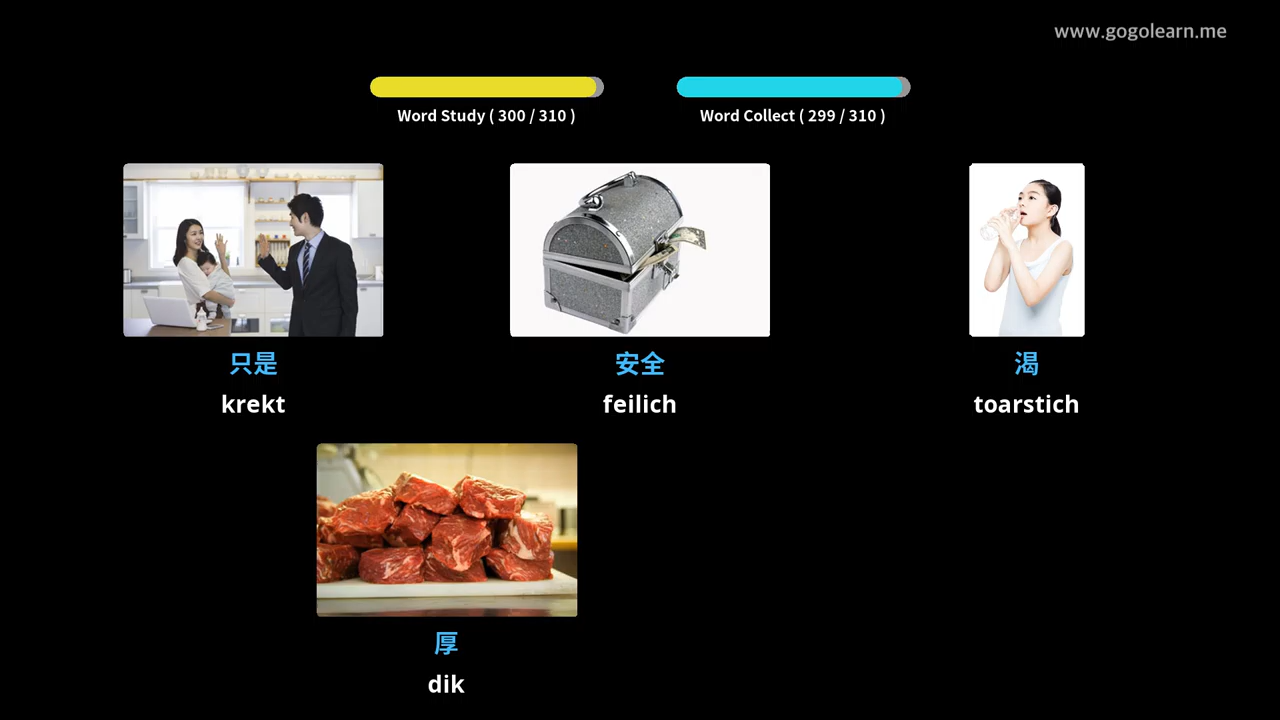 www.gogolearn.me
Word Study ( 300 / 310 )
Word Collect ( 299 / 310 )
只是
krekt
安全
feilich
渴
toarstich
厚
dik